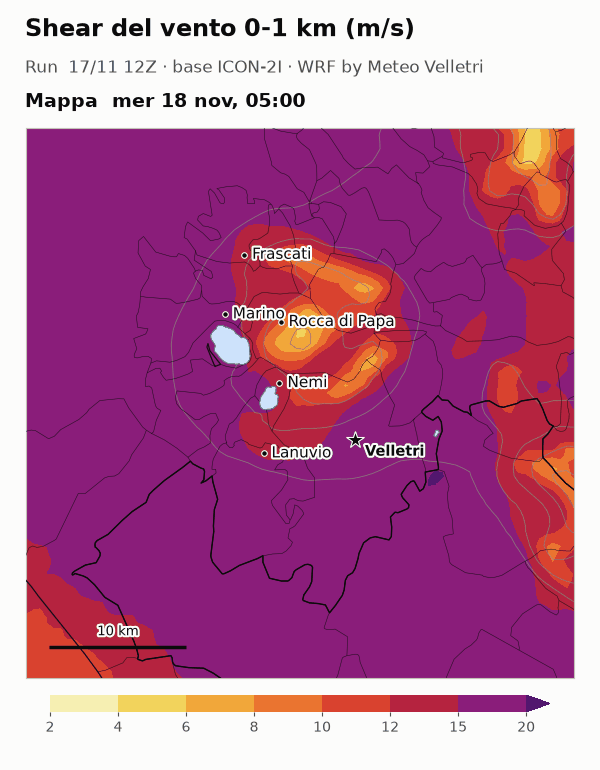 Shear del vento 0-1 km (m/s)
Run  17/11 12Z · base ICON-2I · WRF by Meteo Velletri
Mappa  mer 18 nov, 05:00
Frascati
Marino
Rocca di Papa
Nemi
Velletri
Lanuvio
10 km
2 4 6 8 10 12 15 20